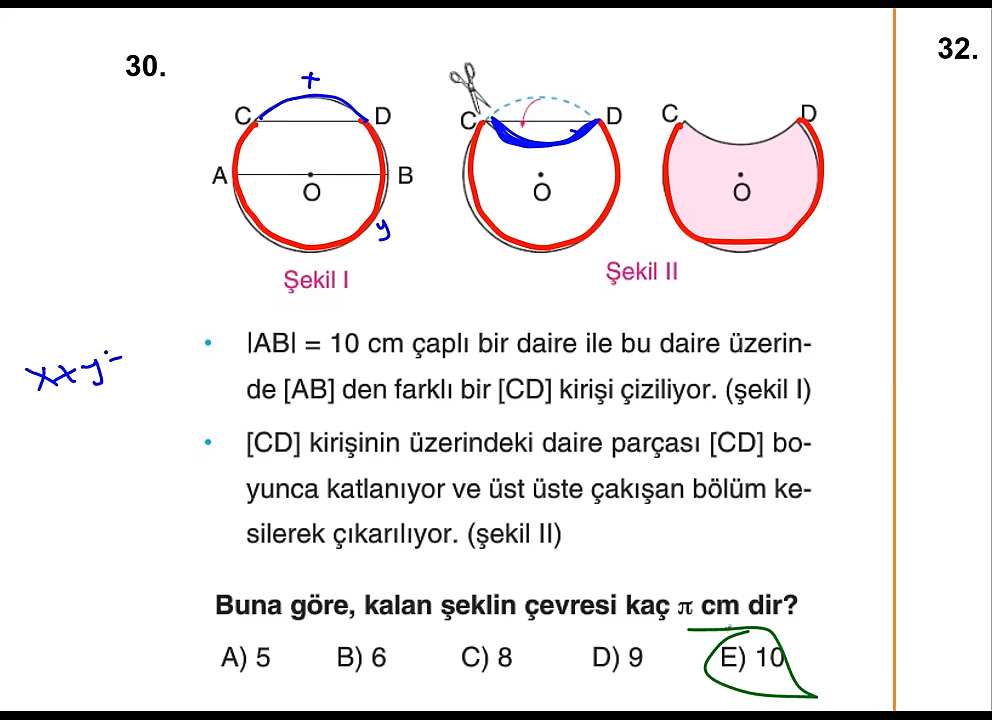 30.
32.
x
C D
A B
O
y
Şekil I
C D
O
C D
O
Şekil II
x+y=
• |AB| = 10 cm çaplı bir daire ile bu daire üzerin-
de [AB] den farklı bir [CD] kirişi çiziliyor. (şekil I)
• [CD] kirişinin üzerindeki daire parçası [CD] bo-
yunca katlanıyor ve üst üste çakışan bölüm ke-
silerek çıkarılıyor. (şekil II)
Buna göre, kalan şeklin çevresi kaç π cm dir?
A) 5 B) 6 C) 8 D) 9 E) 10